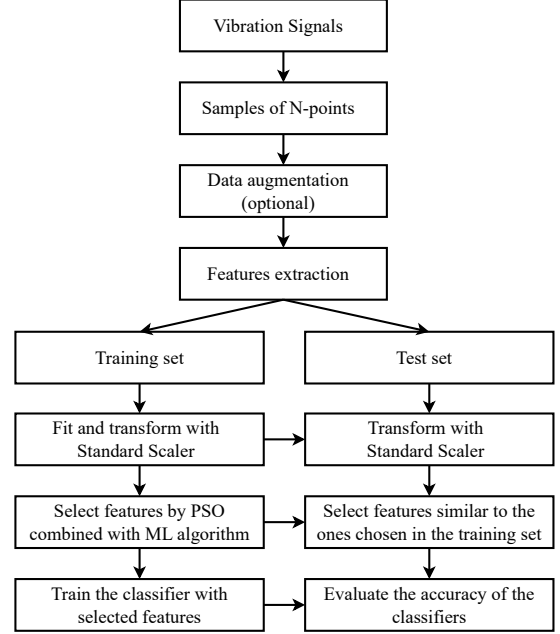 Vibration Signals
Samples of N-points
Data augmentation
(optional)
Features extraction
Training set
Test set
Fit and transform with
Standard Scaler
Transform with
Standard Scaler
Select features by PSO
combined with ML algorithm
Select features similar to the
ones chosen in the training set
Train the classifier with
selected features
Evaluate the accuracy of the
classifiers